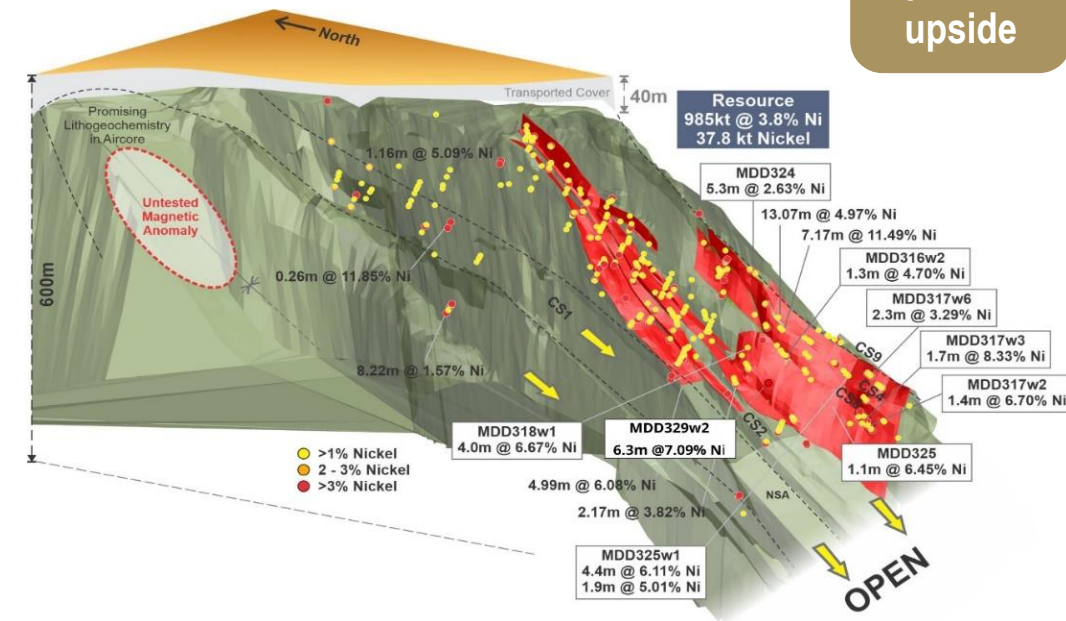 upside
North
Transported Cover
40m
Promising
Lithogeochemistry
in Aircore
Resource
985kt @ 3.8% Ni
37.8 kt Nickel
1.16m @ 5.09% Ni
MDD324
5.3m @ 2.63% Ni
Untested
Magnetic
Anomaly
13.07m @ 4.97% Ni
7.17m @ 11.49% Ni
MDD316w2
1.3m @ 4.70% Ni
600m
0.26m @ 11.85% Ni
MDD317w6
2.3m @ 3.29% Ni
CS1
MDD317w3
1.7m @ 8.33% Ni
CS9
8.22m @ 1.57% Ni
CS4
MDD317w2
1.4m @ 6.70% Ni
CS2
MDD318w1
4.0m @ 6.67% Ni
MDD329w2
6.3m @7.09% Ni
MDD325
1.1m @ 6.45% Ni
>1% Nickel
2 - 3% Nickel
>3% Nickel
4.99m @ 6.08% Ni
NSA
2.17m @ 3.82% Ni
MDD325w1
4.4m @ 6.11% Ni
1.9m @ 5.01% Ni
OPEN